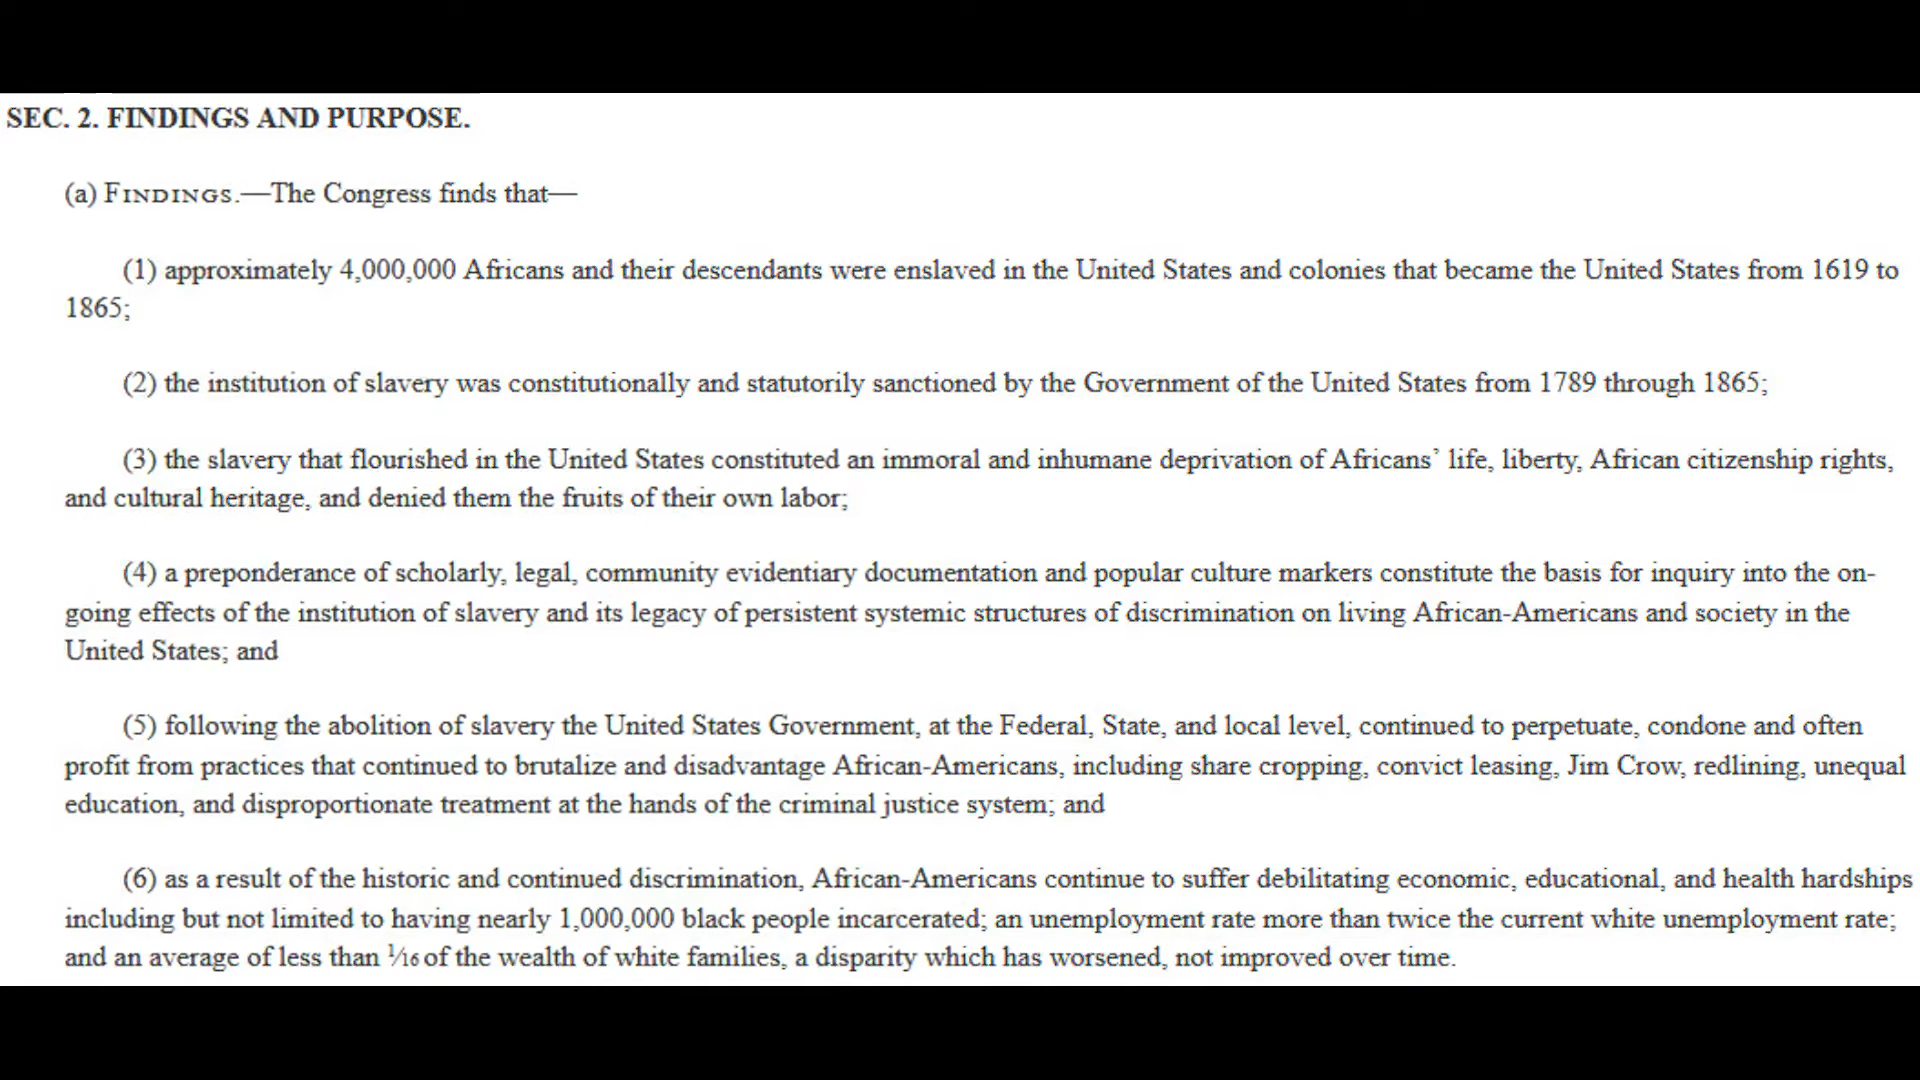 SEC. 2. FINDINGS AND PURPOSE.
(a) FINDINGS.—The Congress finds that—
(1) approximately 4,000,000 Africans and their descendants were enslaved in the United States and colonies that became the United States from 1619 to
1865;
(2) the institution of slavery was constitutionally and statutorily sanctioned by the Government of the United States from 1789 through 1865;
(3) the slavery that flourished in the United States constituted an immoral and inhumane deprivation of Africans’ life, liberty, African citizenship rights,
and cultural heritage, and denied them the fruits of their own labor;
(4) a preponderance of scholarly, legal, community evidentiary documentation and popular culture markers constitute the basis for inquiry into the on-
going effects of the institution of slavery and its legacy of persistent systemic structures of discrimination on living African-Americans and society in the
United States; and
(5) following the abolition of slavery the United States Government, at the Federal, State, and local level, continued to perpetuate, condone and often
profit from practices that continued to brutalize and disadvantage African-Americans, including share cropping, convict leasing, Jim Crow, redlining, unequal
education, and disproportionate treatment at the hands of the criminal justice system; and
(6) as a result of the historic and continued discrimination, African-Americans continue to suffer debilitating economic, educational, and health hardships
including but not limited to having nearly 1,000,000 black people incarcerated; an unemployment rate more than twice the current white unemployment rate;
and an average of less than 1⁄16 of the wealth of white families, a disparity which has worsened, not improved over time.